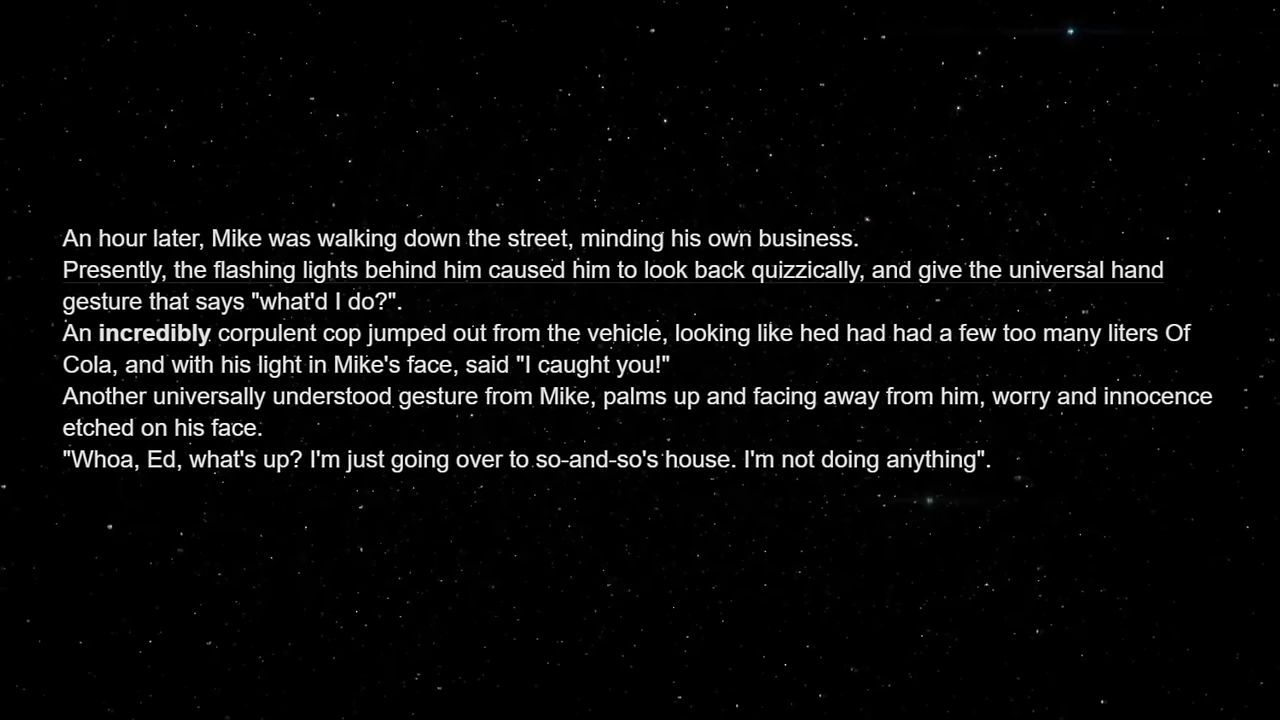 An hour later, Mike was walking down the street, minding his own business.
Presently, the flashing lights behind him caused him to look back quizzically, and give the universal hand
gesture that says "what'd I do?".
An incredibly corpulent cop jumped out from the vehicle, looking like hed had had a few too many liters Of
Cola, and with his light in Mike's face, said "I caught you!"
Another universally understood gesture from Mike, palms up and facing away from him, worry and innocence
etched on his face.
"Whoa, Ed, what's up? I'm just going over to so-and-so's house. I'm not doing anything".